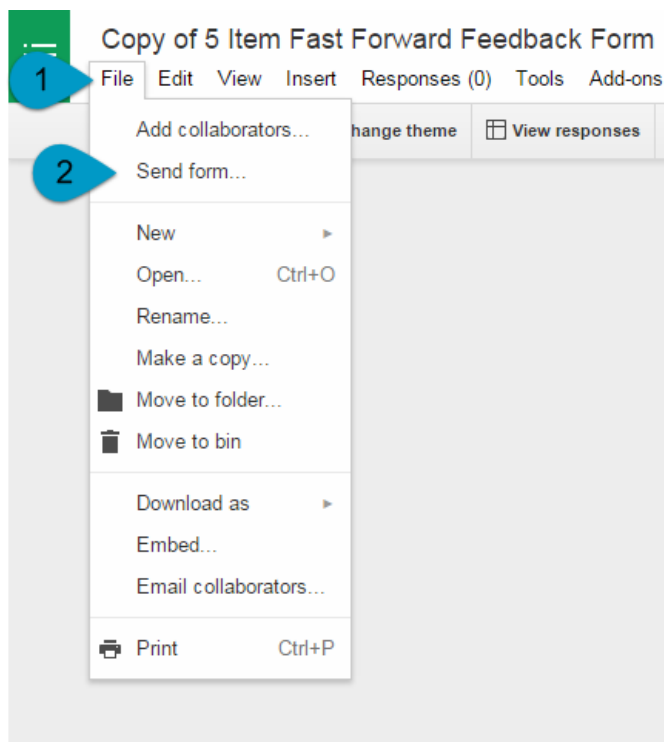 Copy of 5 Item Fast Forward Feedback Form
1 File Edit View Insert Responses (0) Tools Add-ons
Add collaborators... hange theme View responses
2 Send form...
New
Open... Ctrl+O
Rename...
Make a copy...
Move to folder...
Move to bin
Download as
Embed...
Email collaborators...
Print Ctrl+P